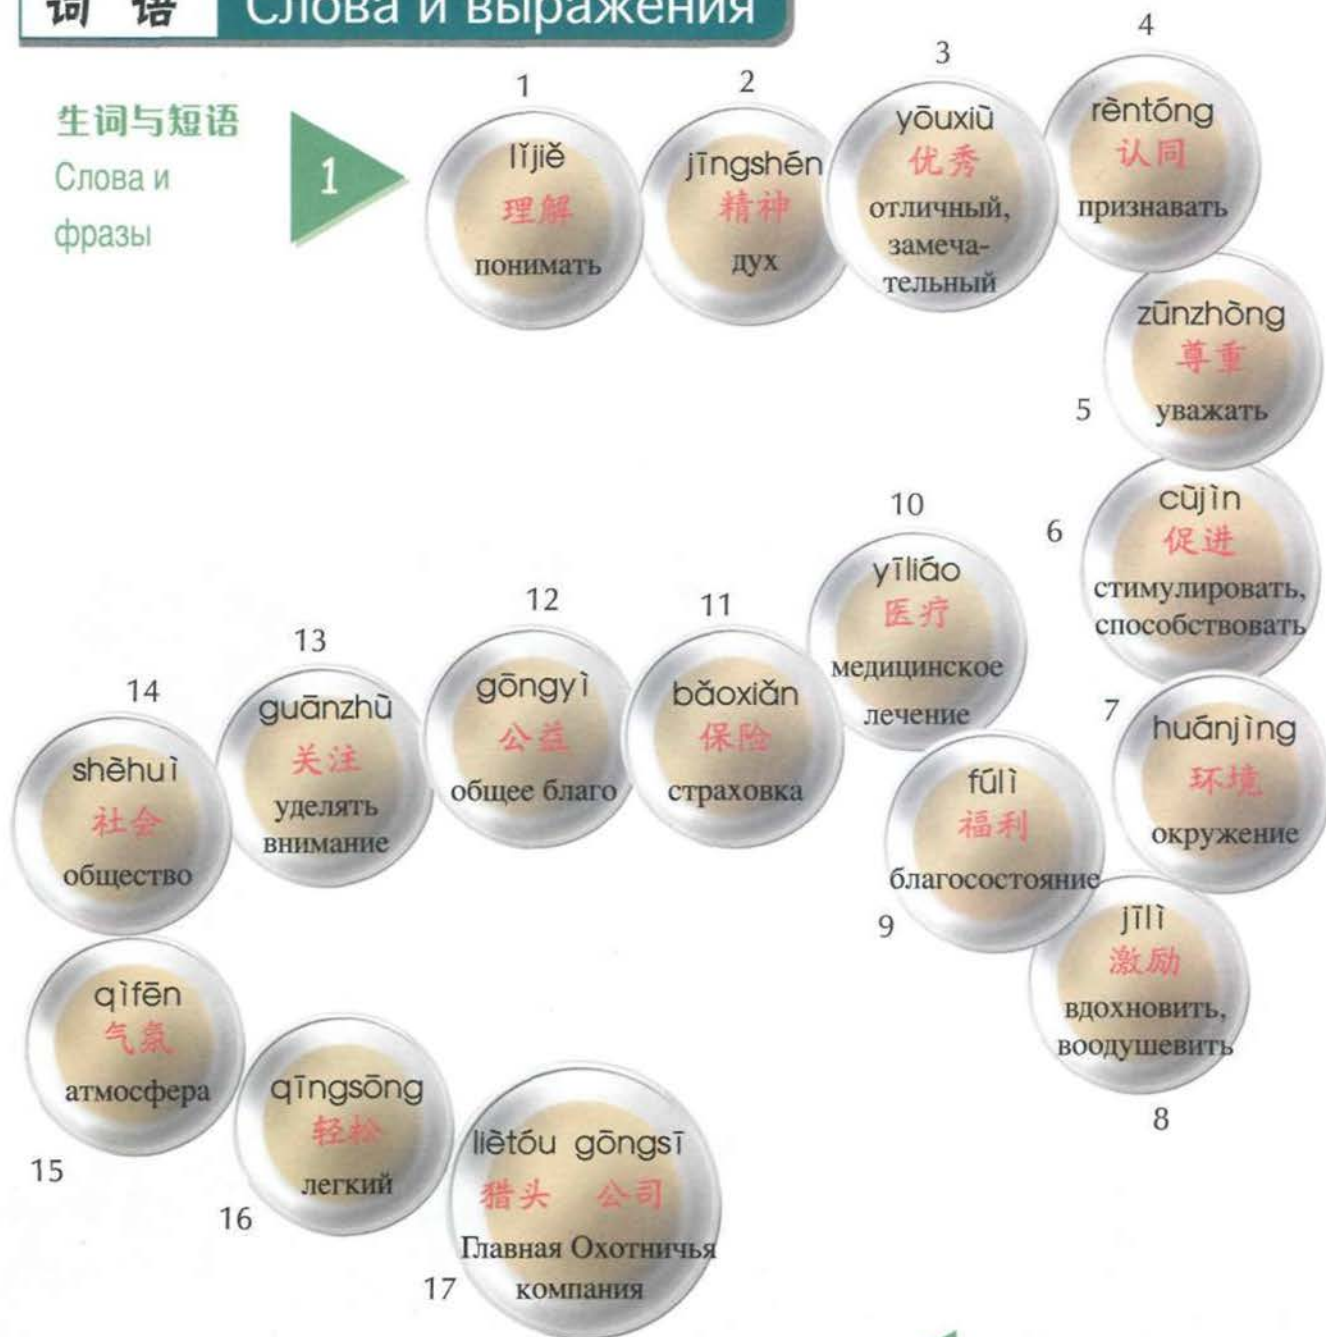 词 语 Слова и выражения
生词与短语
Слова и
фразы
1
1
lǐjiě
理解
понимать
2
jīngshén
精神
дух
3
yōuxiù
优秀
отличный,
замеча-
тельный
4
rèntóng
认同
признавать
5
zūnzhòng
尊重
уважать
6
cùjìn
促进
стимулировать,
способствовать
7
huánjìng
环境
окружение
8
jīlì
激励
вдохновить,
воодушевить
9
fúlì
福利
благосостояние
10
yīliáo
医疗
медицинское
лечение
11
bǎoxiǎn
保险
страховка
12
gōngyì
公益
общее благо
13
guānzhù
关注
уделять
внимание
14
shèhuì
社会
общество
15
qìfēn
气氛
атмосфера
16
qīngsōng
轻松
легкий
17
liètóu gōngsī
猎头 公司
Главная Охотничья
компания